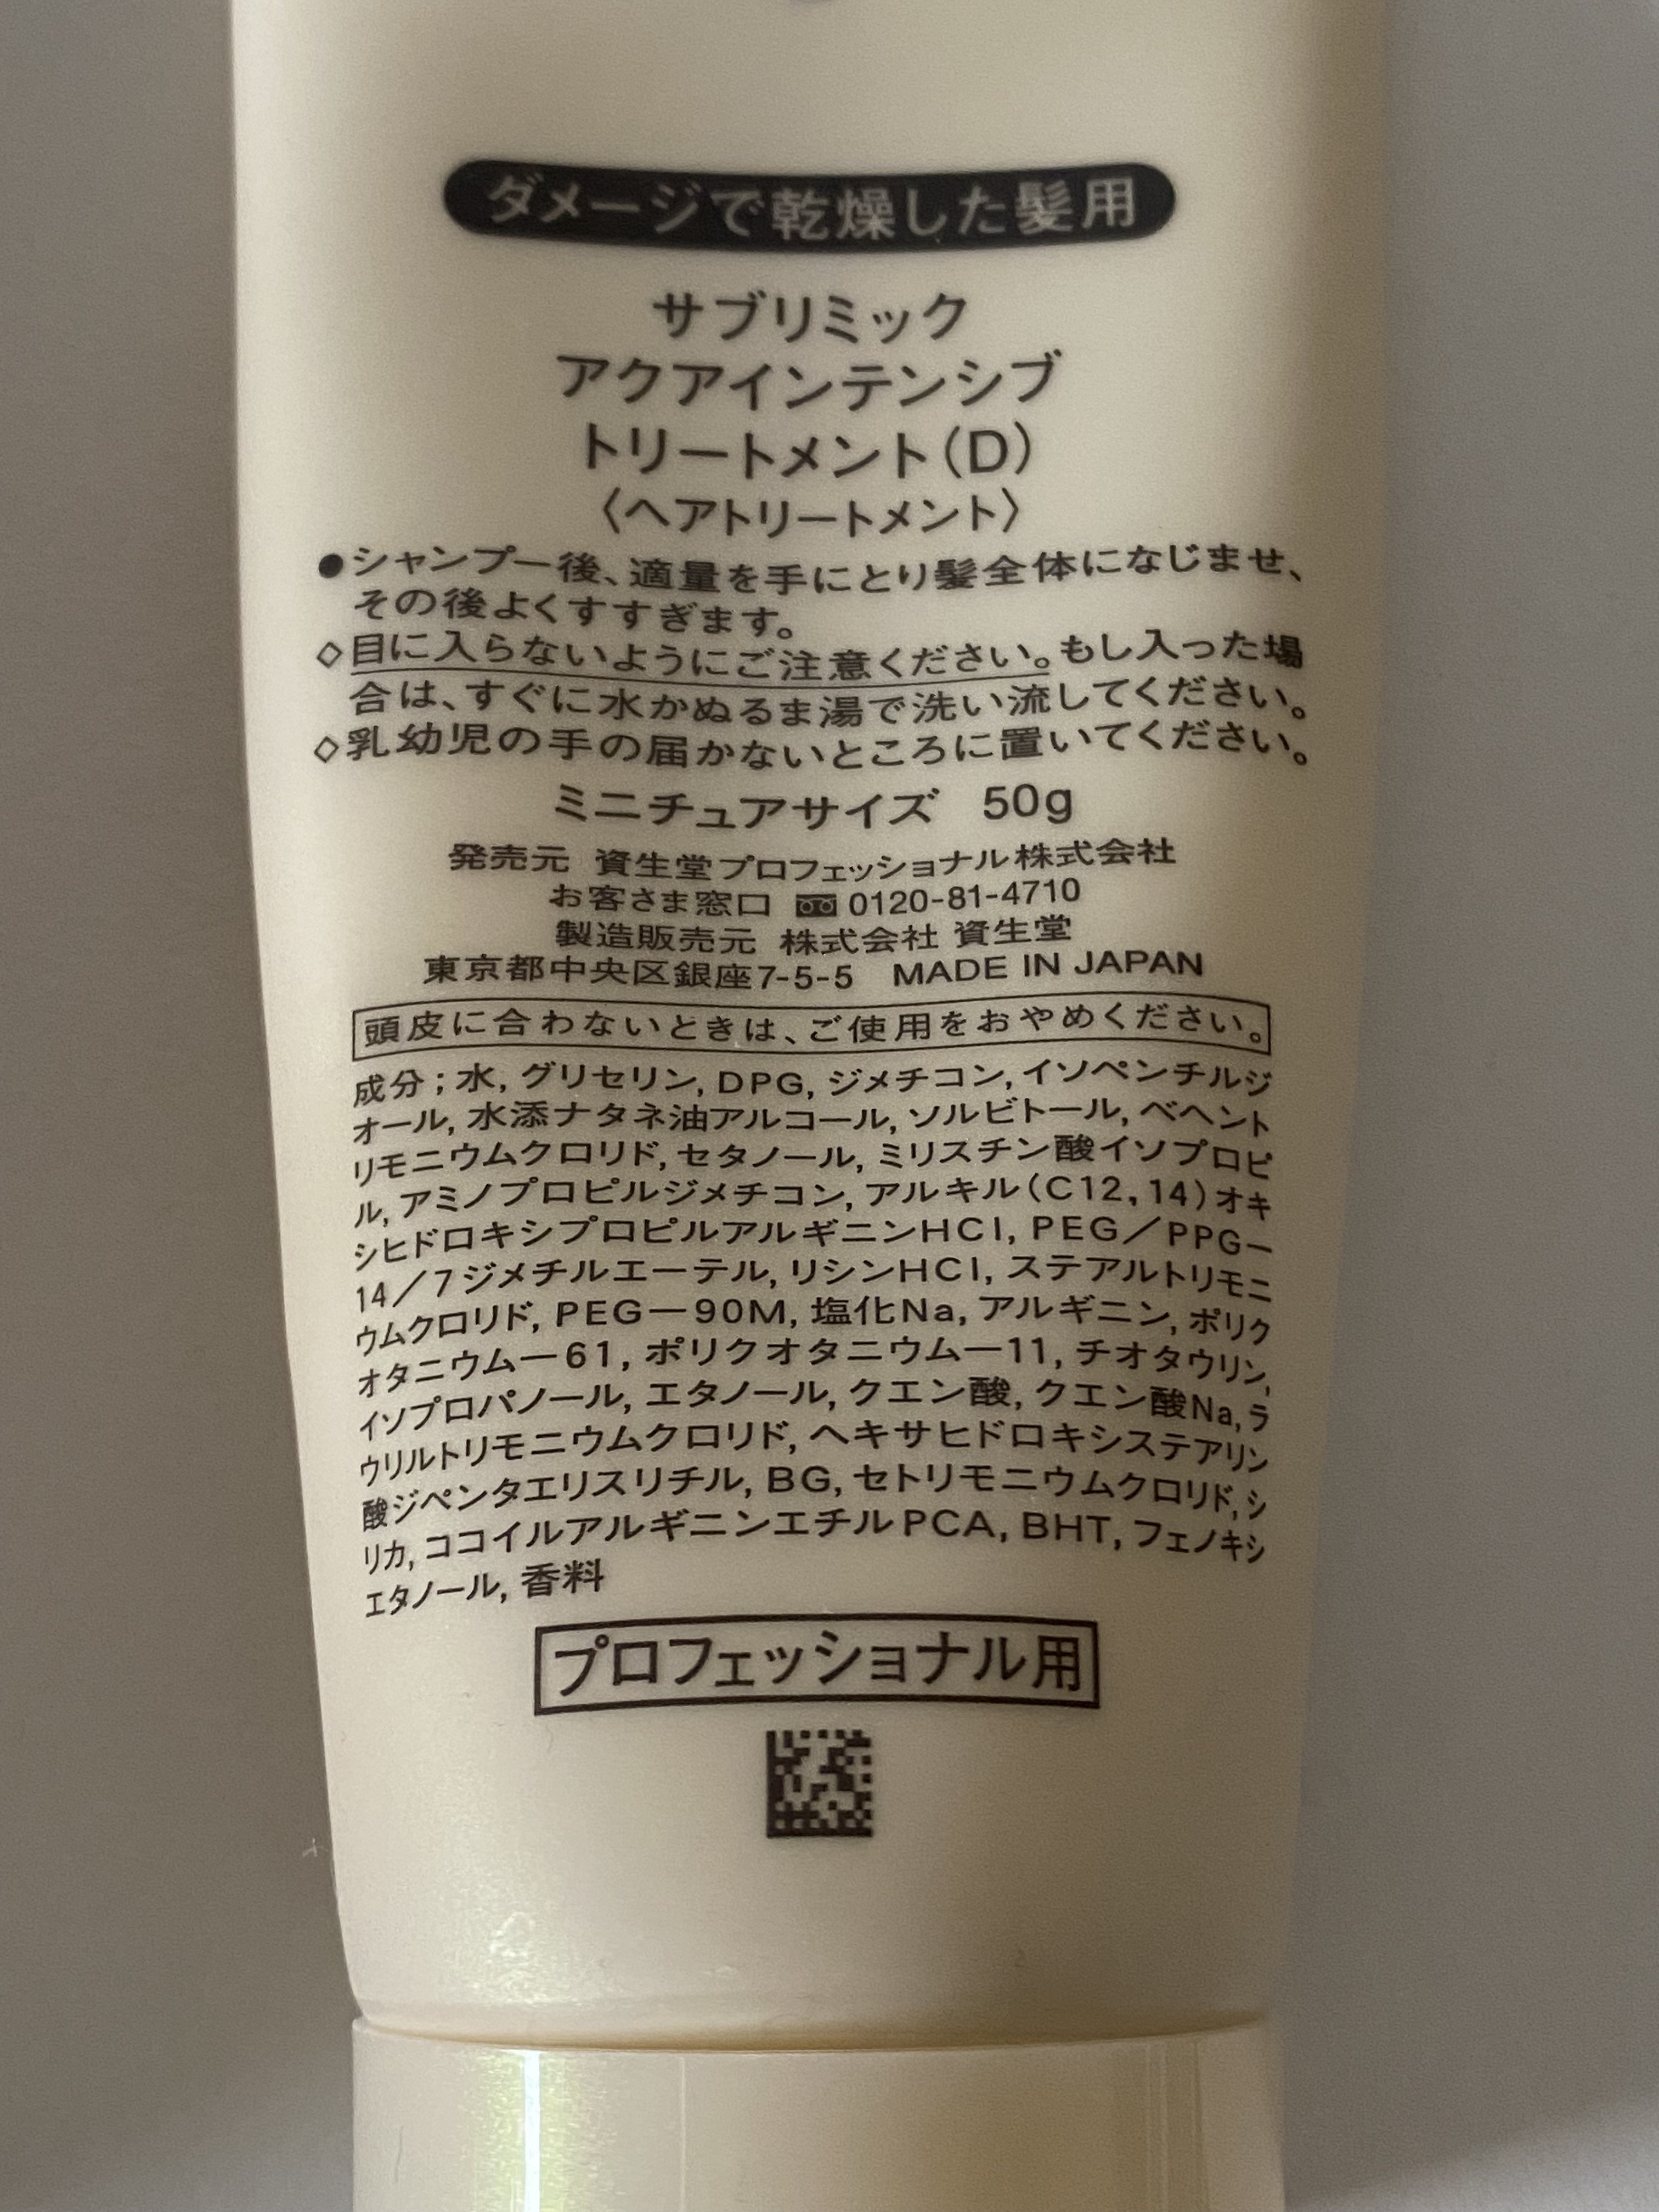 ダメージで乾燥した髪用
サブリミック
アクアインテンシブ
トリートメント(D)
〈ヘアトリートメント〉
●シャンプー後、適量を手にとり髪全体になじませ、
その後よくすすぎます。
◇目に入らないようにご注意ください。もし入った場
合は、すぐに水かぬるま湯で洗い流してください。
◇乳幼児の手の届かないところに置いてください。
ミニチュアサイズ 50g
発売元 資生堂プロフェッショナル株式会社
お客さま窓口 0120-81-4710
製造販売元 株式会社 資生堂
東京都中央区銀座7-5-5 MADE IN JAPAN
頭皮に合わないときは、ご使用をおやめください。
成分;水, グリセリン, DPG, ジメチコン, イソペンチルジ
オール, 水添ナタネ油アルコール, ソルビトール, ベヘント
リモニウムクロリド, セタノール, ミリスチン酸イソプロピ
ル, アミノプロピルジメチコン, アルキル(C12, 14)オキ
シヒドロキシプロピルアルギニンHCl, PEG/PPG-
14/7ジメチルエーテル, リシンHCl, ステアルトリモニ
ウムクロリド, PEG-90M, 塩化Na, アルギニン, ポリク
オタニウム-61, ポリクオタニウム-11, チオタウリン,
イソプロパノール, エタノール, クエン酸, クエン酸Na, ラ
ウリルトリモニウムクロリド, ヘキサヒドロキシステアリン
酸ジペンタエリスリチル, BG, セトリモニウムクロリド, シ
リカ, ココイルアルギニンエチルPCA, BHT, フェノキシ
エタノール, 香料
プロフェッショナル用